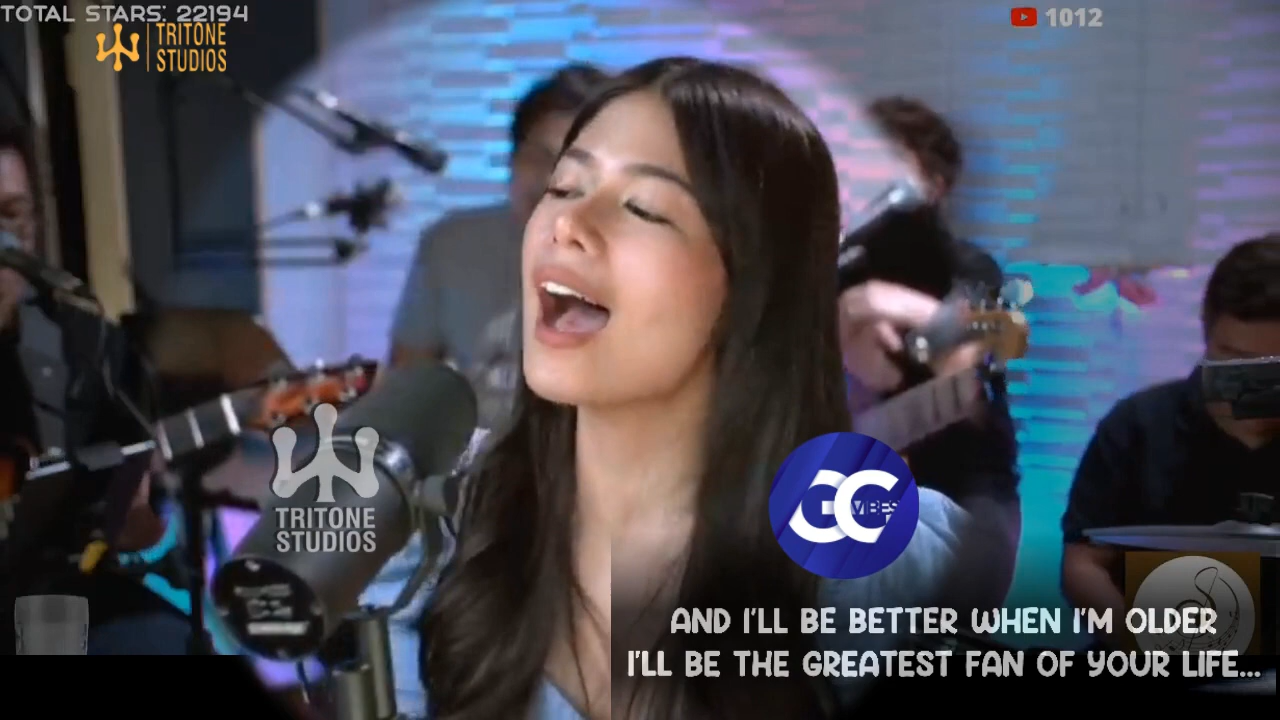 TOTAL STARS: 22194
1012
TRITONE
STUDIOS
TRITONE
STUDIOS
GC
VIBES
AND I'LL BE BETTER WHEN I'M OLDER
I'LL BE THE GREATEST FAN OF YOUR LIFE...